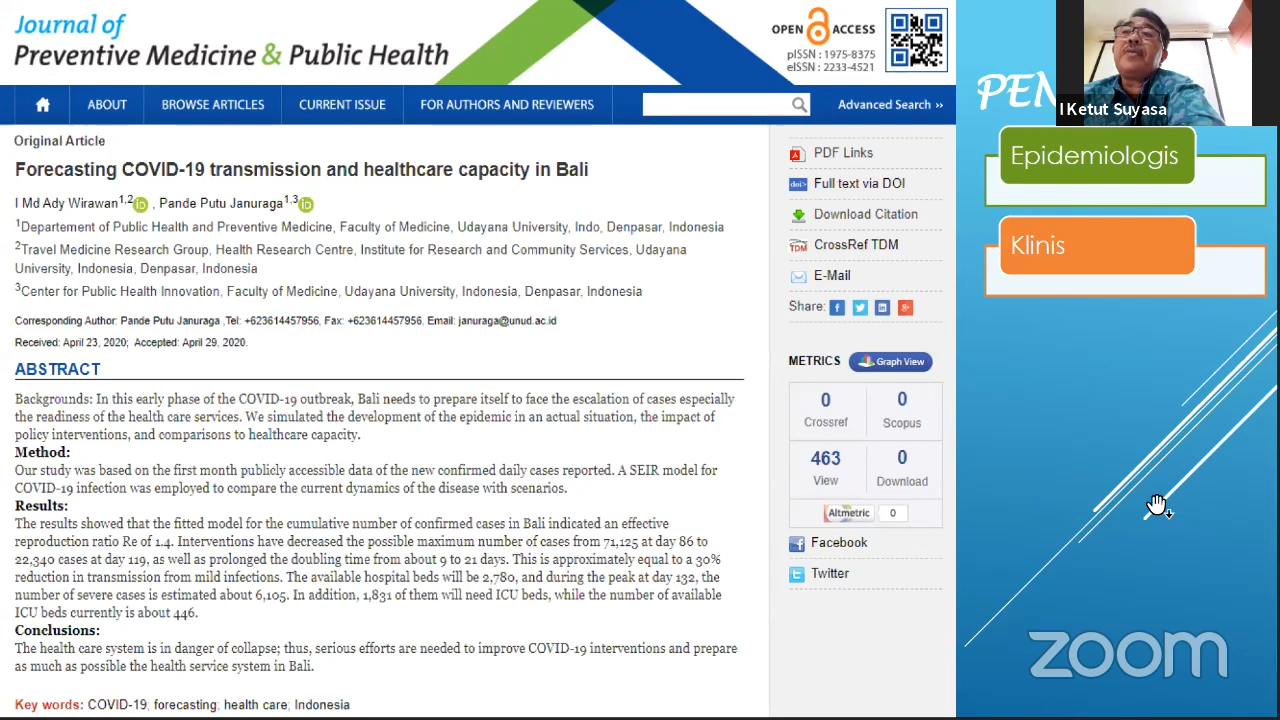 Journal of
Preventive Medicine & Public Health
OPEN ACCESS
pISSN : 1975-8375
eISSN : 2233-4521
ABOUT
BROWSE ARTICLES
CURRENT ISSUE
FOR AUTHORS AND REVIEWERS
Advanced Search ››
Original Article
Forecasting COVID-19 transmission and healthcare capacity in Bali
I Md Ady Wirawan1,2 iD , Pande Putu Januraga1,3 iD
1Departement of Public Health and Preventive Medicine, Faculty of Medicine, Udayana University, Indo, Denpasar, Indonesia
2Travel Medicine Research Group, Health Research Centre, Institute for Research and Community Services, Udayana
University, Indonesia, Denpasar, Indonesia
3Center for Public Health Innovation, Faculty of Medicine, Udayana University, Indonesia, Denpasar, Indonesia
Corresponding Author: Pande Putu Januraga ,Tel: +623614457956, Fax: +623614457956, Email: januraga@unud.ac.id
Received: April 23, 2020; Accepted: April 29, 2020.
ABSTRACT
Backgrounds: In this early phase of the COVID-19 outbreak, Bali needs to prepare itself to face the escalation of cases especially
the readiness of the health care services. We simulated the development of the epidemic in an actual situation, the impact of
policy interventions, and comparisons to healthcare capacity.
Method:
Our study was based on the first month publicly accessible data of the new confirmed daily cases reported. A SEIR model for
COVID-19 infection was employed to compare the current dynamics of the disease with scenarios.
Results:
The results showed that the fitted model for the cumulative number of confirmed cases in Bali indicated an effective
reproduction ratio Re of 1.4. Interventions have decreased the possible maximum number of cases from 71,125 at day 86 to
22,340 cases at day 119, as well as prolonged the doubling time from about 9 to 21 days. This is approximately equal to a 30%
reduction in transmission from mild infections. The available hospital beds will be 2,780, and during the peak at day 132, the
number of severe cases is estimated about 6,105. In addition, 1,831 of them will need ICU beds, while the number of available
ICU beds currently is about 446.
Conclusions:
The health care system is in danger of collapse; thus, serious efforts are needed to improve COVID-19 interventions and prepare
as much as possible the health service system in Bali.
Key words: COVID-19; forecasting; health care; Indonesia
PDF Links
doi> Full text via DOI
Download Citation
TDM CrossRef TDM
E-Mail
Share:
METRICS
Graph View
0
Crossref
0
Scopus
463
View
0
Download
Altmetric 0
Facebook
Twitter
PEN
I Ketut Suyasa
Epidemiologis
Klinis
zoom